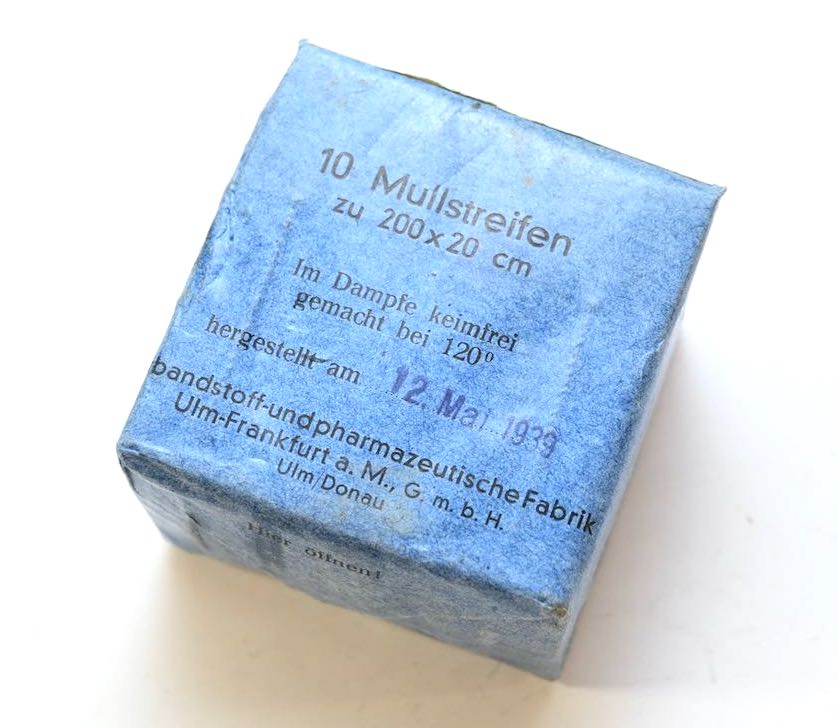 10 Mullstreifen
zu 200x20 cm
Im Dampfe keimfrei
gemacht bei 120°
hergestellt am 12. Mai 1939
bandstoff-und pharmazeutische Fabrik
Ulm-Frankfurt a. M., G. m. b. H.
Ulm/Donau
Hier öffnen!